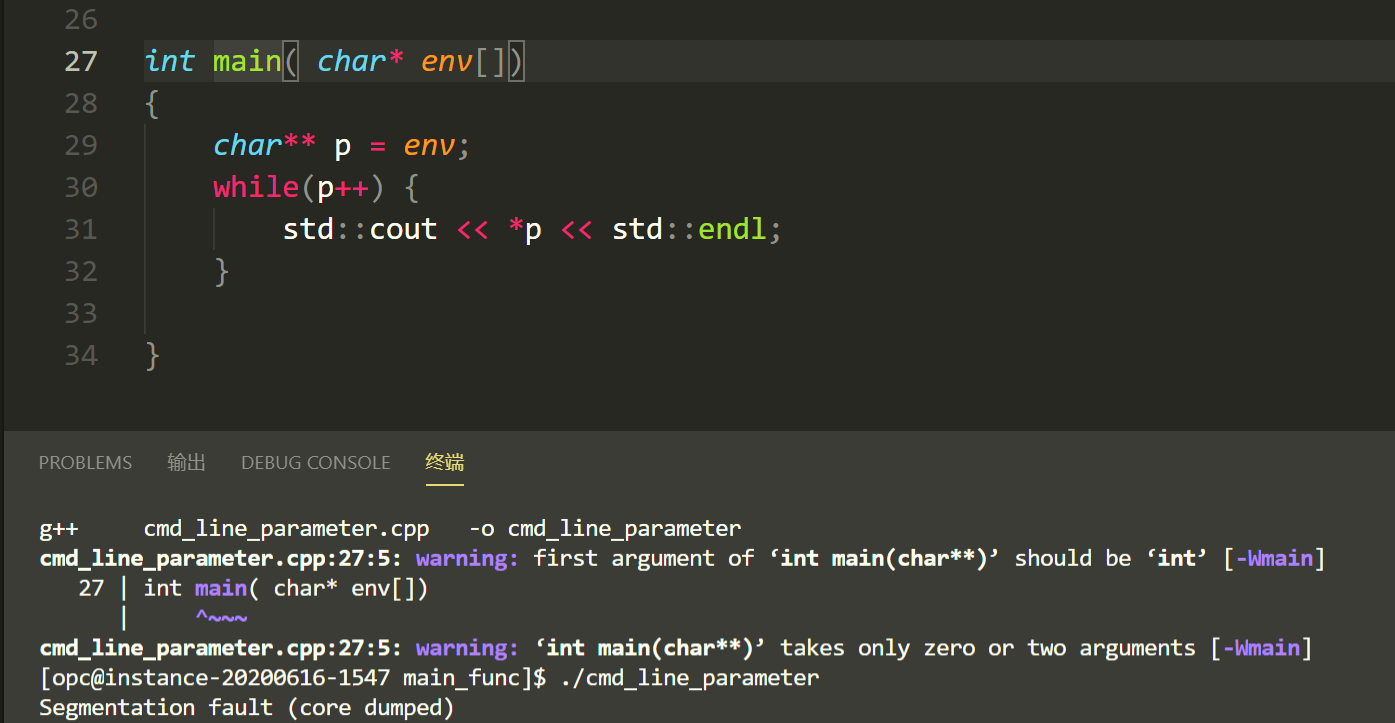 26
27 int main( char* env[])
28 {
29 char** p = env;
30 while(p++) {
31 std::cout << *p << std::endl;
32 }
33
34 }
PROBLEMS 输出 DEBUG CONSOLE 终端
g++ cmd_line_parameter.cpp -o cmd_line_parameter
cmd_line_parameter.cpp:27:5: warning: first argument of ‘int main(char**)’ should be ‘int’ [-Wmain]
27 | int main( char* env[])
| ^~~~
cmd_line_parameter.cpp:27:5: warning: ‘int main(char**)’ takes only zero or two arguments [-Wmain]
[opc@instance-20200616-1547 main_func]$ ./cmd_line_parameter
Segmentation fault (core dumped)